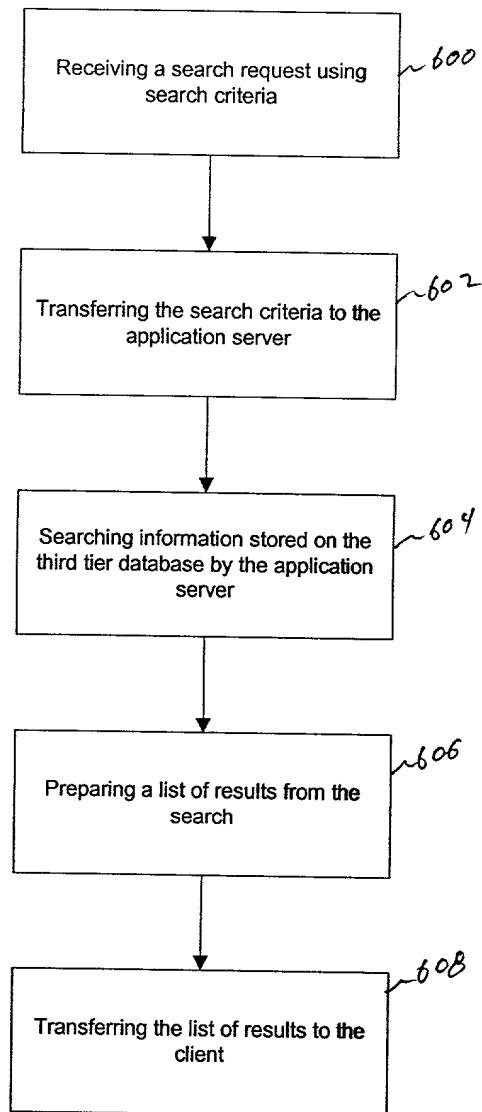 Receiving a search request using
search criteria
600
Transferring the search criteria to the
application server
602
Searching information stored on the
third tier database by the application
server
604
Preparing a list of results from the
search
606
Transferring the list of results to the
client
608